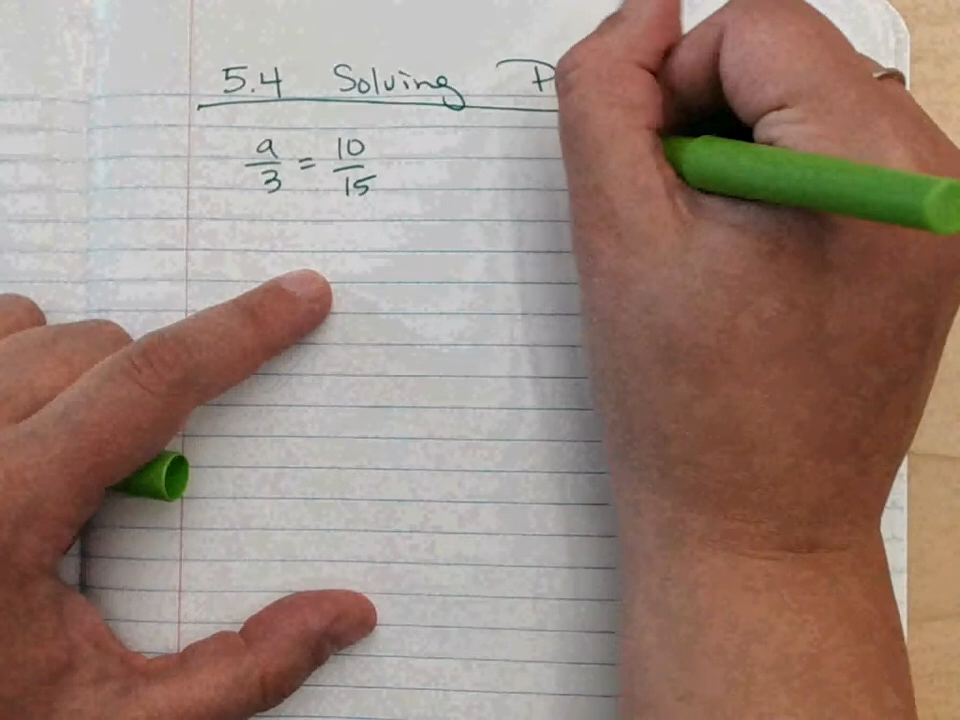 5.4 Solving P
a/3 = 10/15